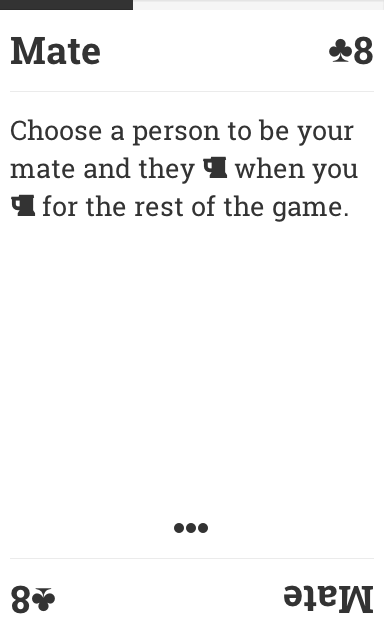 Mate ♣8
Choose a person to be your
mate and they when you
for the rest of the game.
8♣ Mate